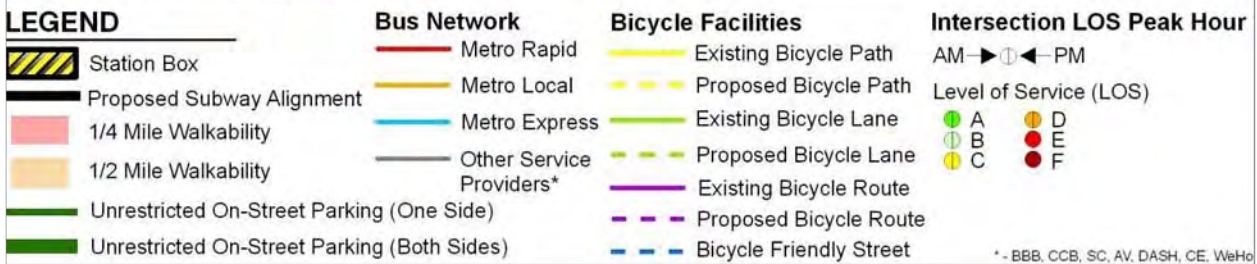 LEGEND
Station Box
Proposed Subway Alignment
1/4 Mile Walkability
1/2 Mile Walkability
Unrestricted On-Street Parking (One Side)
Unrestricted On-Street Parking (Both Sides)
Bus Network
Metro Rapid
Metro Local
Metro Express
Other Service
Providers*
Bicycle Facilities
Existing Bicycle Path
Proposed Bicycle Path
Existing Bicycle Lane
Proposed Bicycle Lane
Existing Bicycle Route
Proposed Bicycle Route
Bicycle Friendly Street
Intersection LOS Peak Hour
AM PM
Level of Service (LOS)
A D
B E
C F
* - BBB, CCB, SC, AV, DASH, CE, WeHo